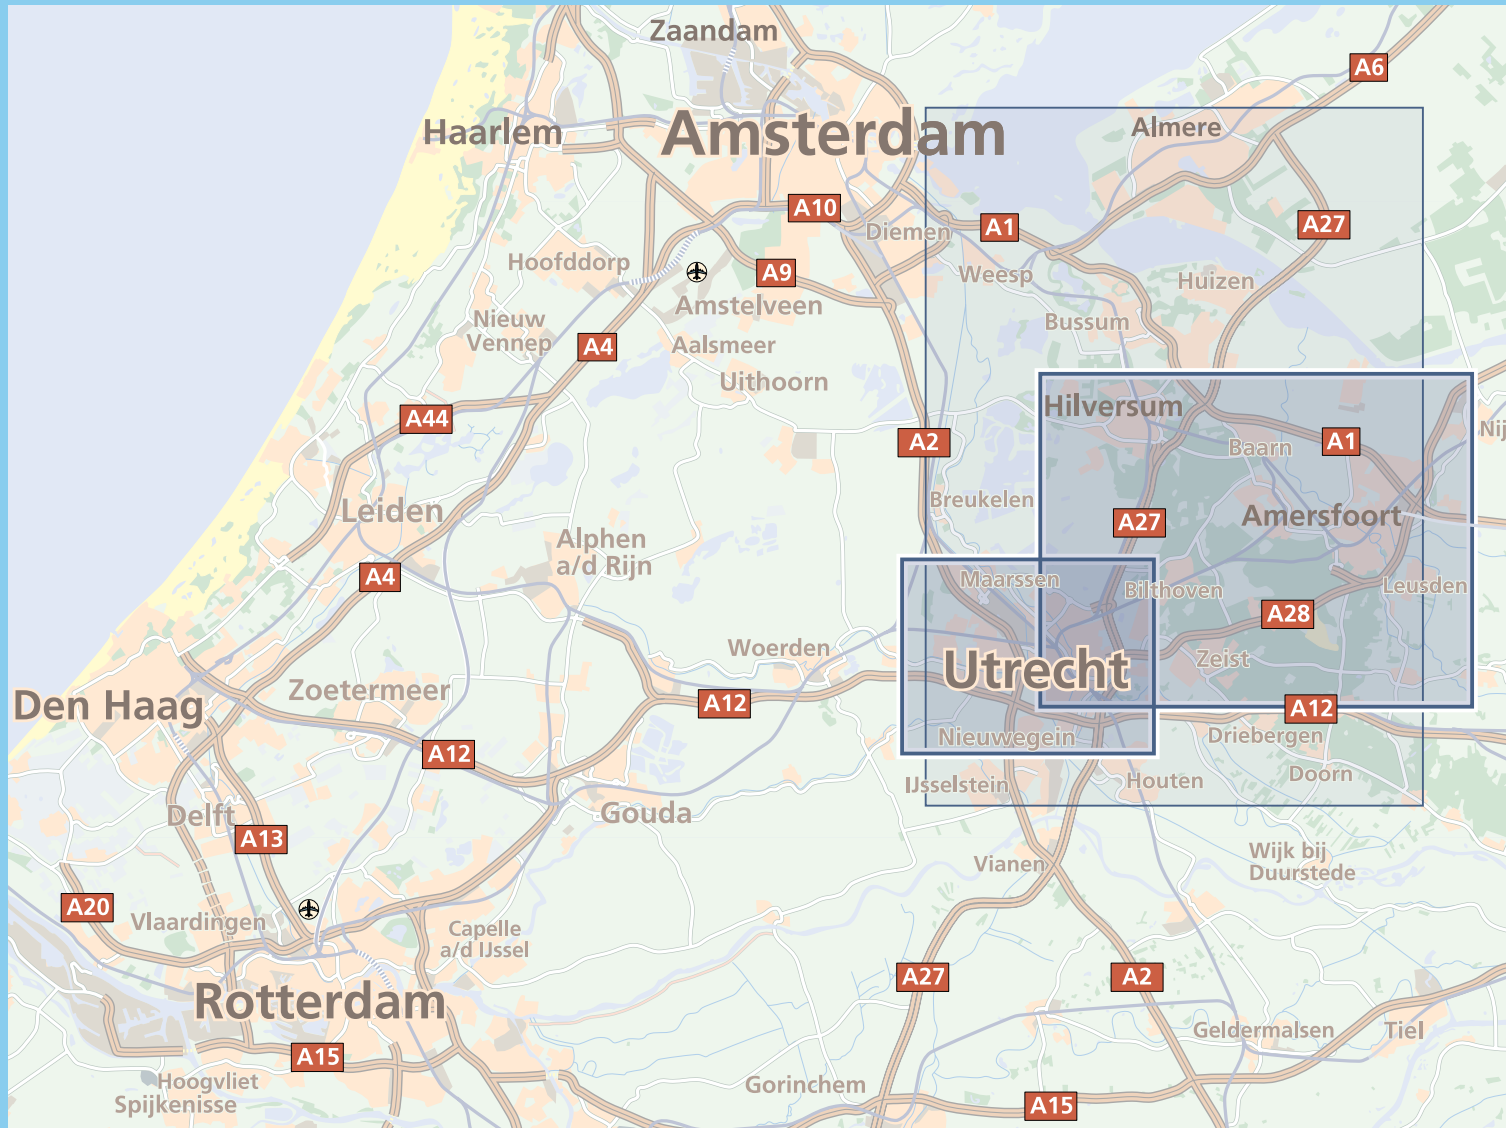 Zaandam
A6
Haarlem
Amsterdam
Almere
A10
Diemen
A1
A27
Hoofddorp
A9
Weesp
Huizen
Amstelveen
Nieuw
Vennep
Bussum
A4
Aalsmeer
Uithoorn
A44
Hilversum
A2
Baarn
A1
Nij
Leiden
Breukelen
A27
Amersfoort
Alphen
a/d Rijn
A4
Maarssen
Bilthoven
Leusden
A28
Woerden
Zeist
Utrecht
Den Haag
Zoetermeer
A12
A12
Nieuwegein
Driebergen
A12
IJsselstein
Houten
Doorn
Delft
Gouda
A13
Vianen
Wijk bij
Duurstede
A20
Vlaardingen
Capelle
a/d IJssel
A27
A2
Rotterdam
Geldermalsen
Tiel
A15
Hoogvliet
Spijkenisse
Gorinchem
A15